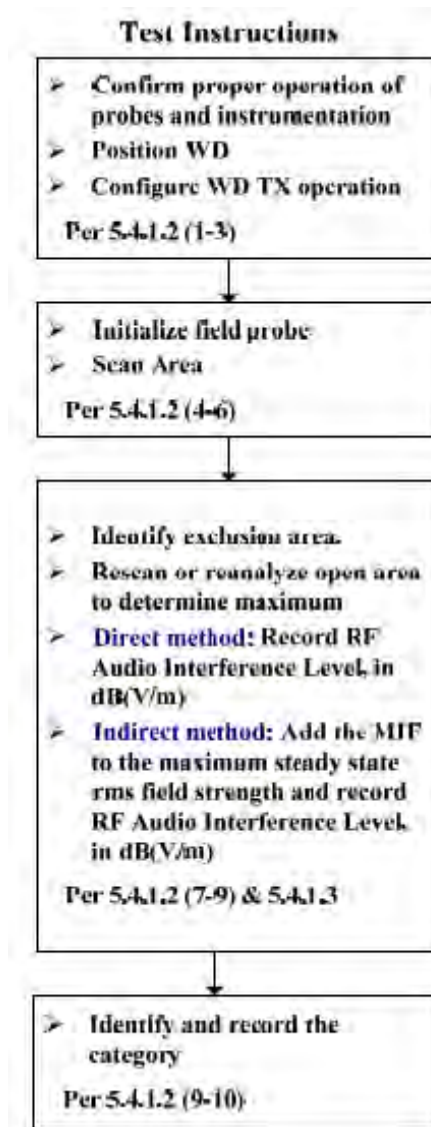 Test Instructions
➢ Confirm proper operation of
probes and instrumentation
➢ Position WD
➢ Configure WD TX operation
Per 5.4.1.2 (1-3)
➢ Initialize field probe
➢ Scan Area
Per 5.4.1.2 (4-6)
➢ Identify exclusion area.
➢ Rescan or reanalyze open area
to determine maximum
➢ Direct method: Record RF
Audio Interference Level, in
dB(V/m)
➢ Indirect method: Add the MIF
to the maximum steady state
rms field strength and record
RF Audio Interference Level,
in dB(V/m)
Per 5.4.1.2 (7-9) & 5.4.1.3
➢ Identify and record the
category
Per 5.4.1.2 (9-10)